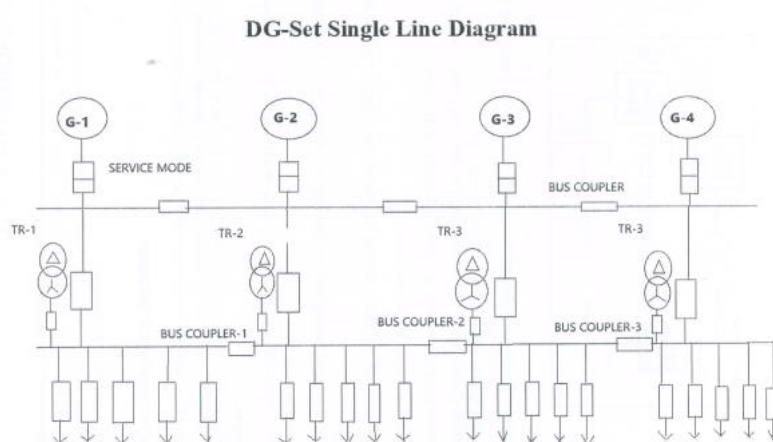 DG-Set Single Line Diagram
G-1
G-2
G-3
G-4
SERVICE MODE
BUS COUPLER
TR-1
TR-2
TR-3
TR-3
BUS COUPLER-1
BUS COUPLER-2
BUS COUPLER-3